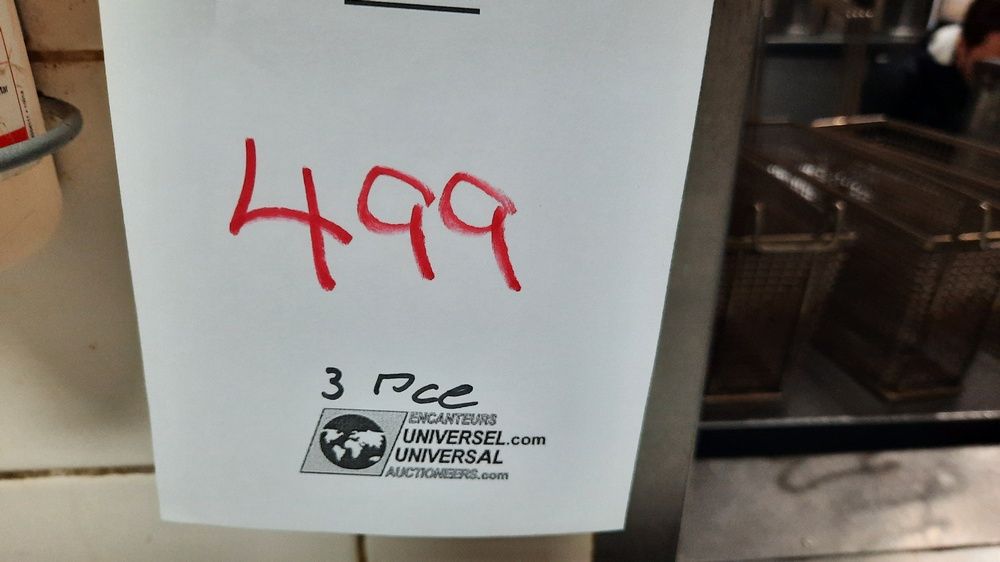 499
3 Pce
ENCANTEURS
UNIVERSEL.com
UNIVERSAL
AUCTIONEERS.com